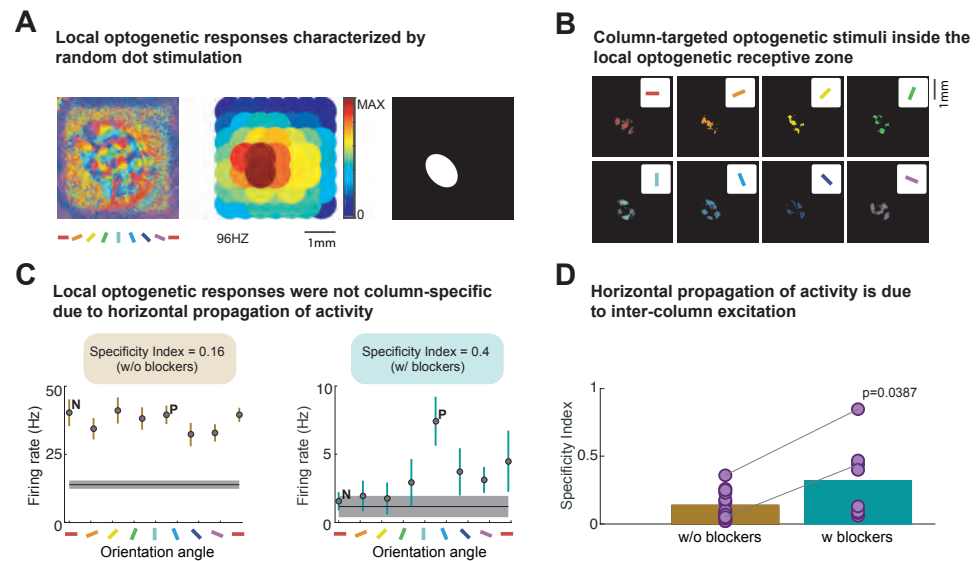 A
Local optogenetic responses characterized by
random dot stimulation
MAX
0
96HZ
1mm
B
Column-targeted optogenetic stimuli inside the
local optogenetic receptive zone
1mm
C
Local optogenetic responses were not column-specific
due to horizontal propagation of activity
Specificity Index = 0.16
(w/o blockers)
Firing rate (Hz)
50
25
0
N
P
Orientation angle
Specificity Index = 0.4
(w/ blockers)
Firing rate (Hz)
10
5
0
N
P
Orientation angle
D
Horizontal propagation of activity is due
to inter-column excitation
Specificity Index
1
0.5
0
p=0.0387
w/o blockers
w blockers